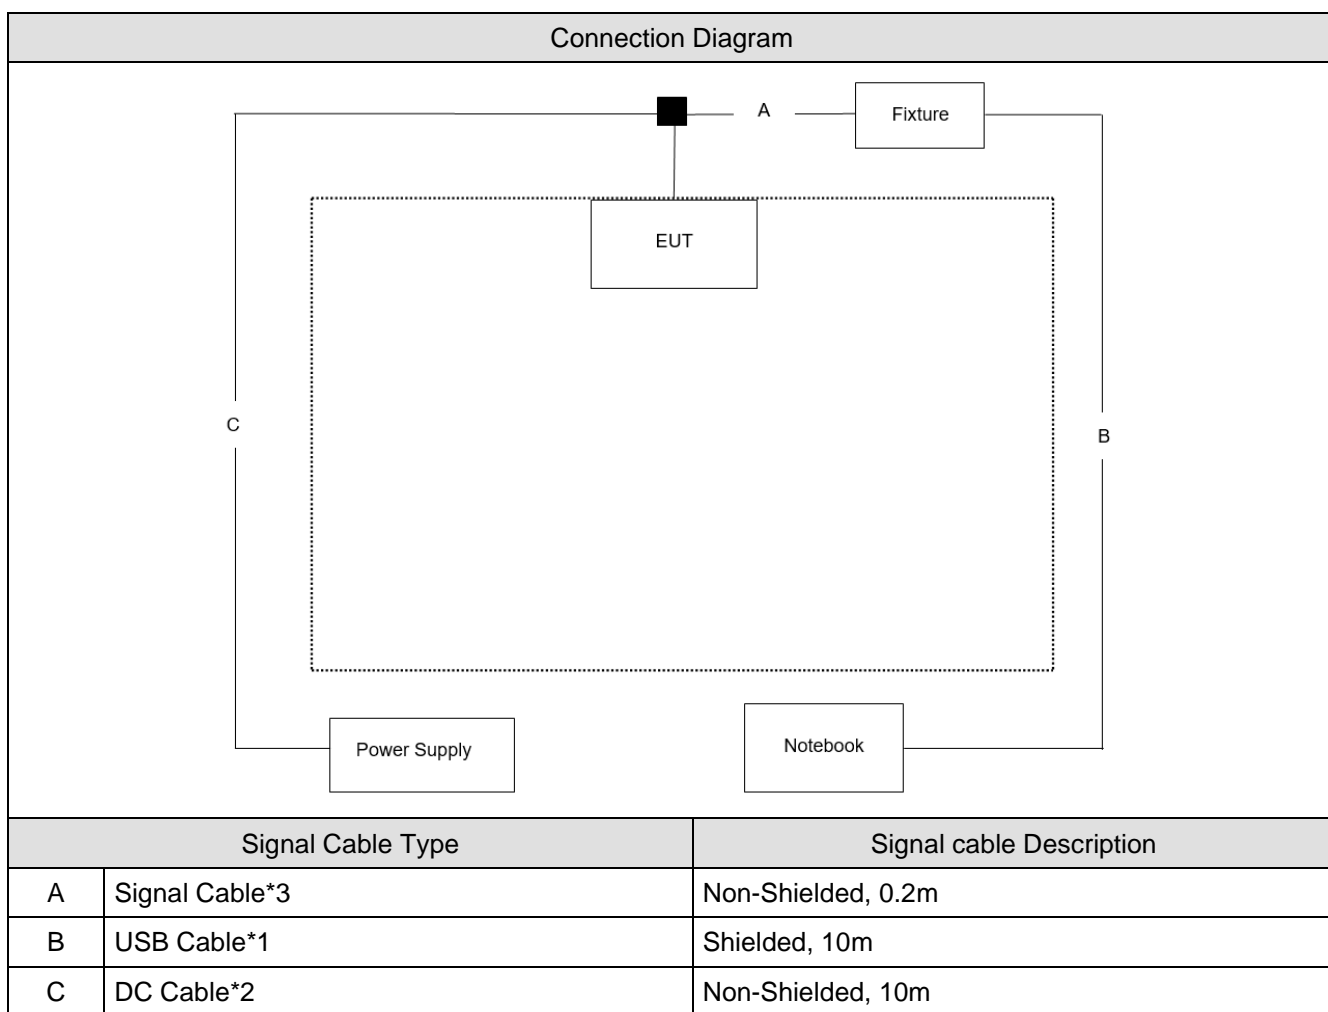 Connection Diagram
A
Fixture
EUT
C
B
Power Supply
Notebook
Signal Cable Type Signal cable Description
A Signal Cable*3 Non-Shielded, 0.2m
B USB Cable*1 Shielded, 10m
C DC Cable*2 Non-Shielded, 10m